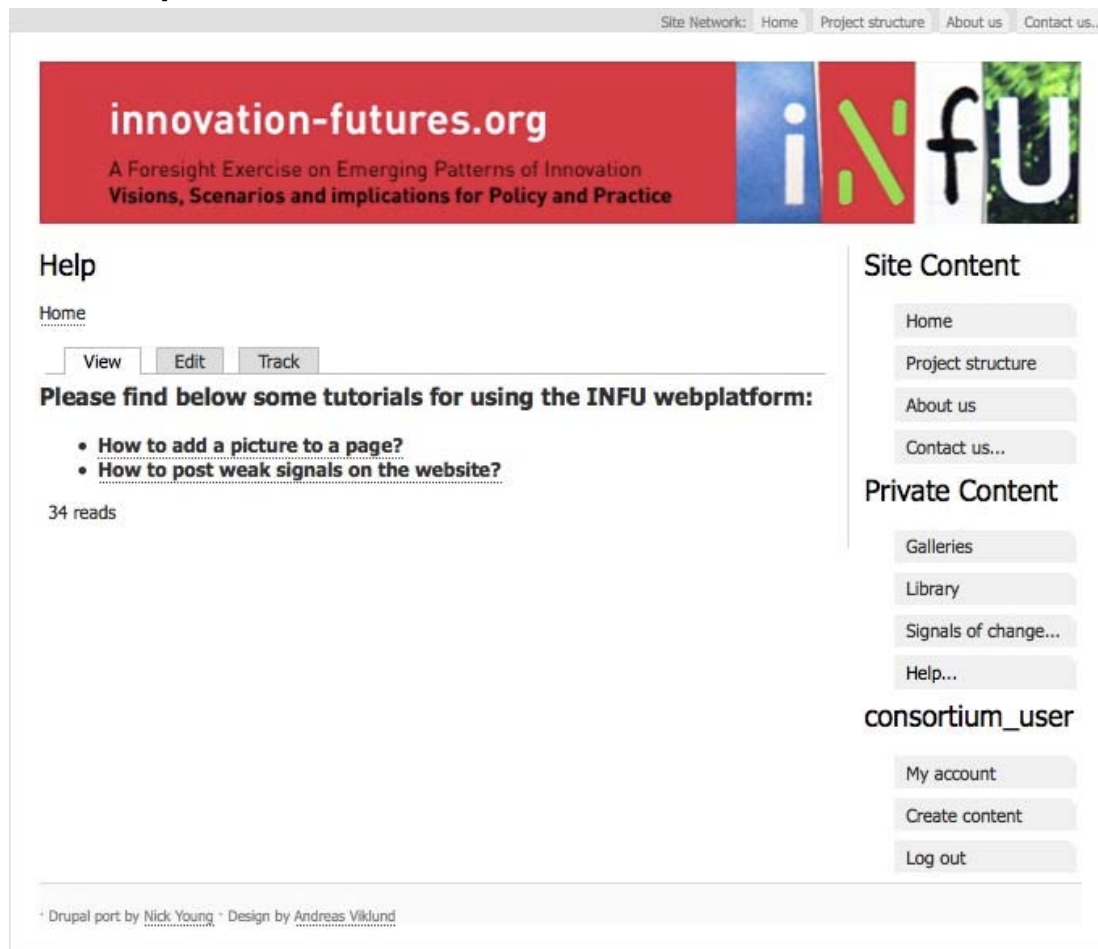 Site Network: Home Project structure About us Contact us..
innovation-futures.org
A Foresight Exercise on Emerging Patterns of Innovation
Visions, Scenarios and implications for Policy and Practice
iNfU
Help
Home
View Edit Track
Please find below some tutorials for using the INFU webplatform:
• How to add a picture to a page?
• How to post weak signals on the website?
34 reads
Site Content
Home
Project structure
About us
Contact us...
Private Content
Galleries
Library
Signals of change...
Help...
consortium_user
My account
Create content
Log out
· Drupal port by Nick Young · Design by Andreas Viklund